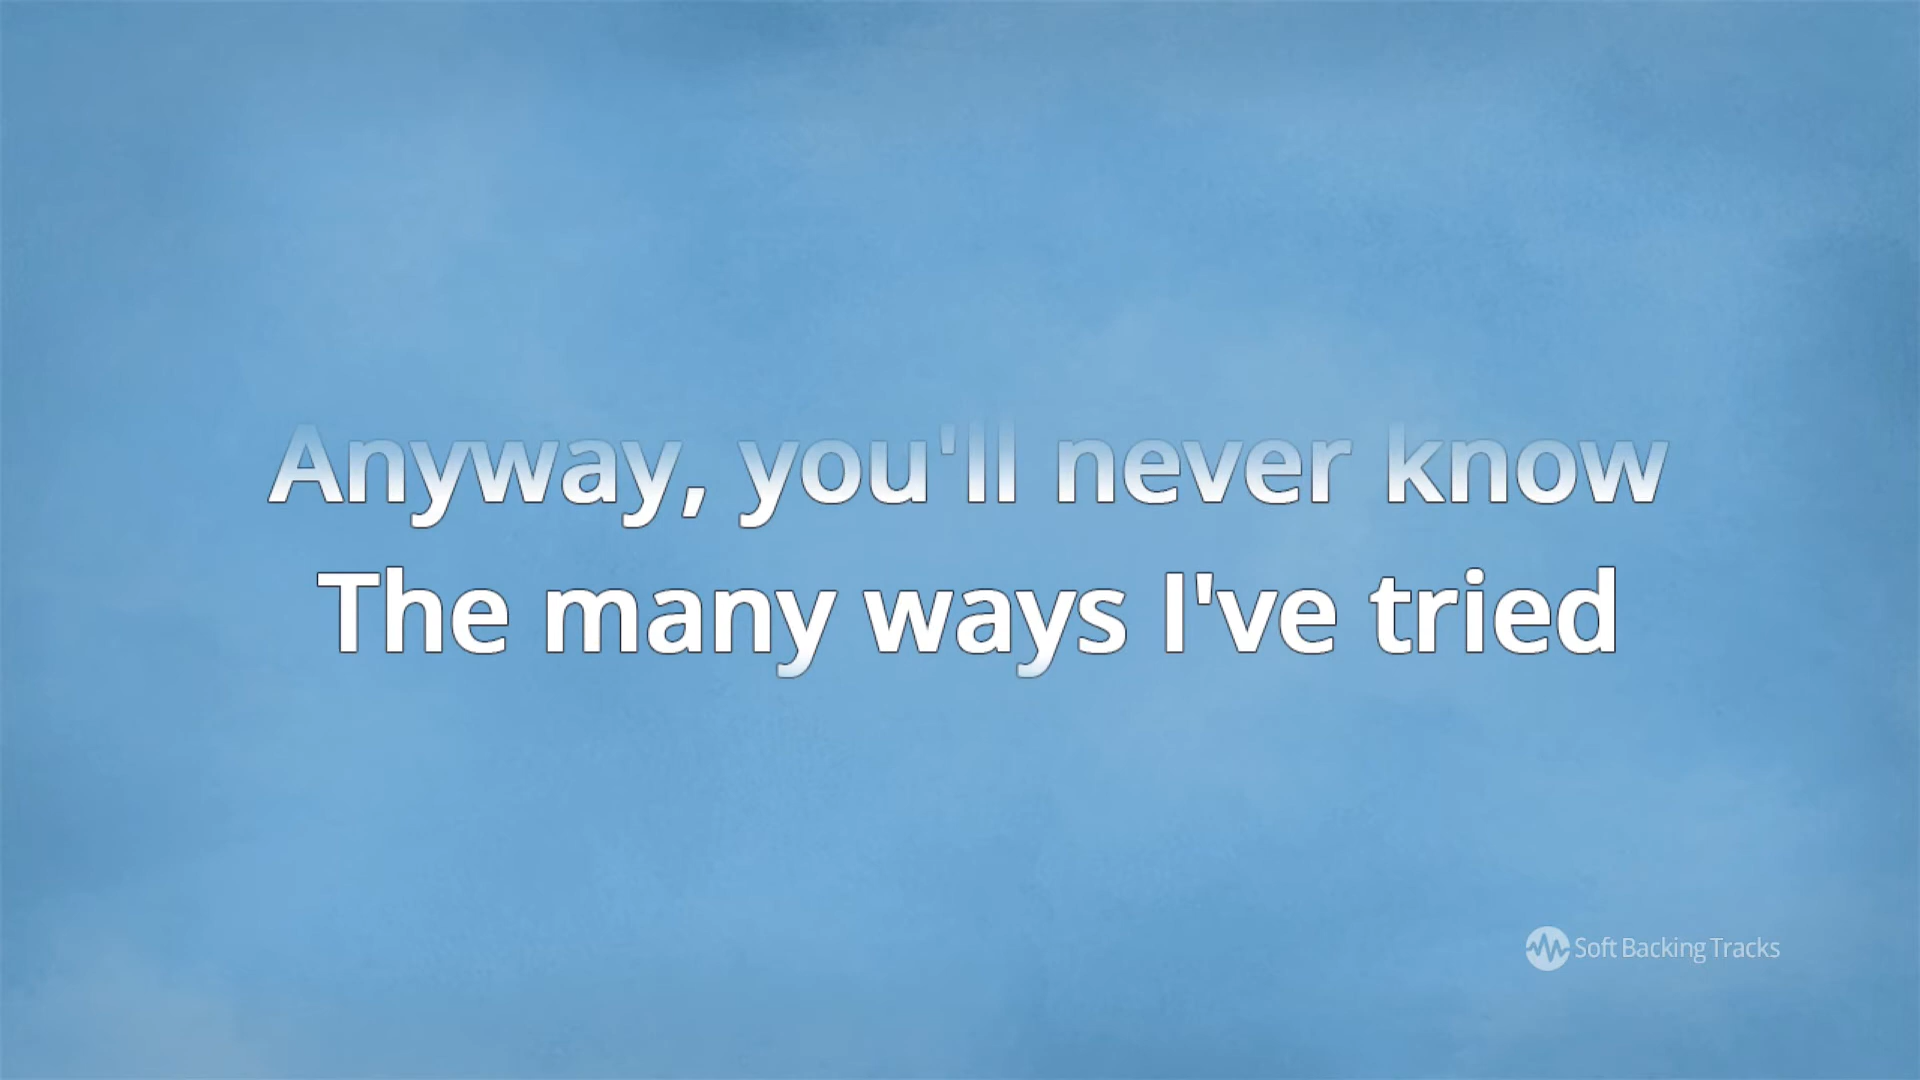 Anyway, you'll never know
The many ways I've tried
Soft Backing Tracks